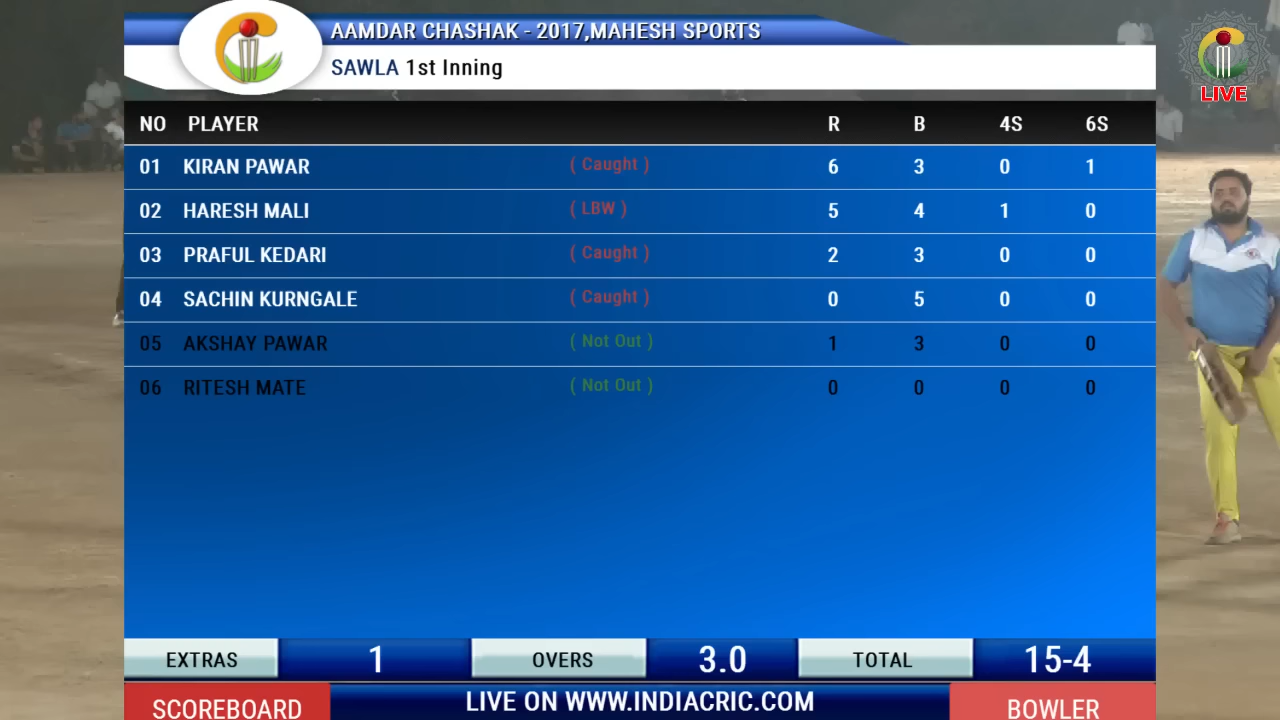 AAMDAR CHASHAK - 2017,MAHESH SPORTS
SAWLA 1st Inning
LIVE
NO PLAYER R B 4S 6S
01 KIRAN PAWAR ( Caught ) 6 3 0 1
02 HARESH MALI ( LBW ) 5 4 1 0
03 PRAFUL KEDARI ( Caught ) 2 3 0 0
04 SACHIN KURNGALE ( Caught ) 0 5 0 0
05 AKSHAY PAWAR ( Not Out ) 1 3 0 0
06 RITESH MATE ( Not Out ) 0 0 0 0
EXTRAS 1 OVERS 3.0 TOTAL 15-4
SCOREBOARD LIVE ON WWW.INDIACRIC.COM BOWLER